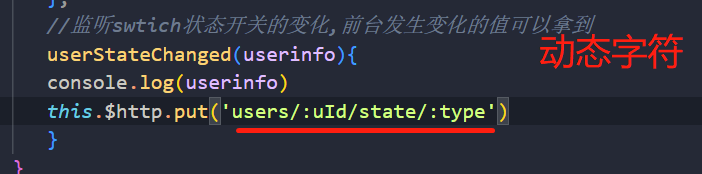 },
//监听swtich状态开关的变化,前台发生变化的值可以拿到
userStateChanged(userinfo){
动态字符
console.log(userinfo)
this.$http.put('users/:uId/state/:type')
}
}